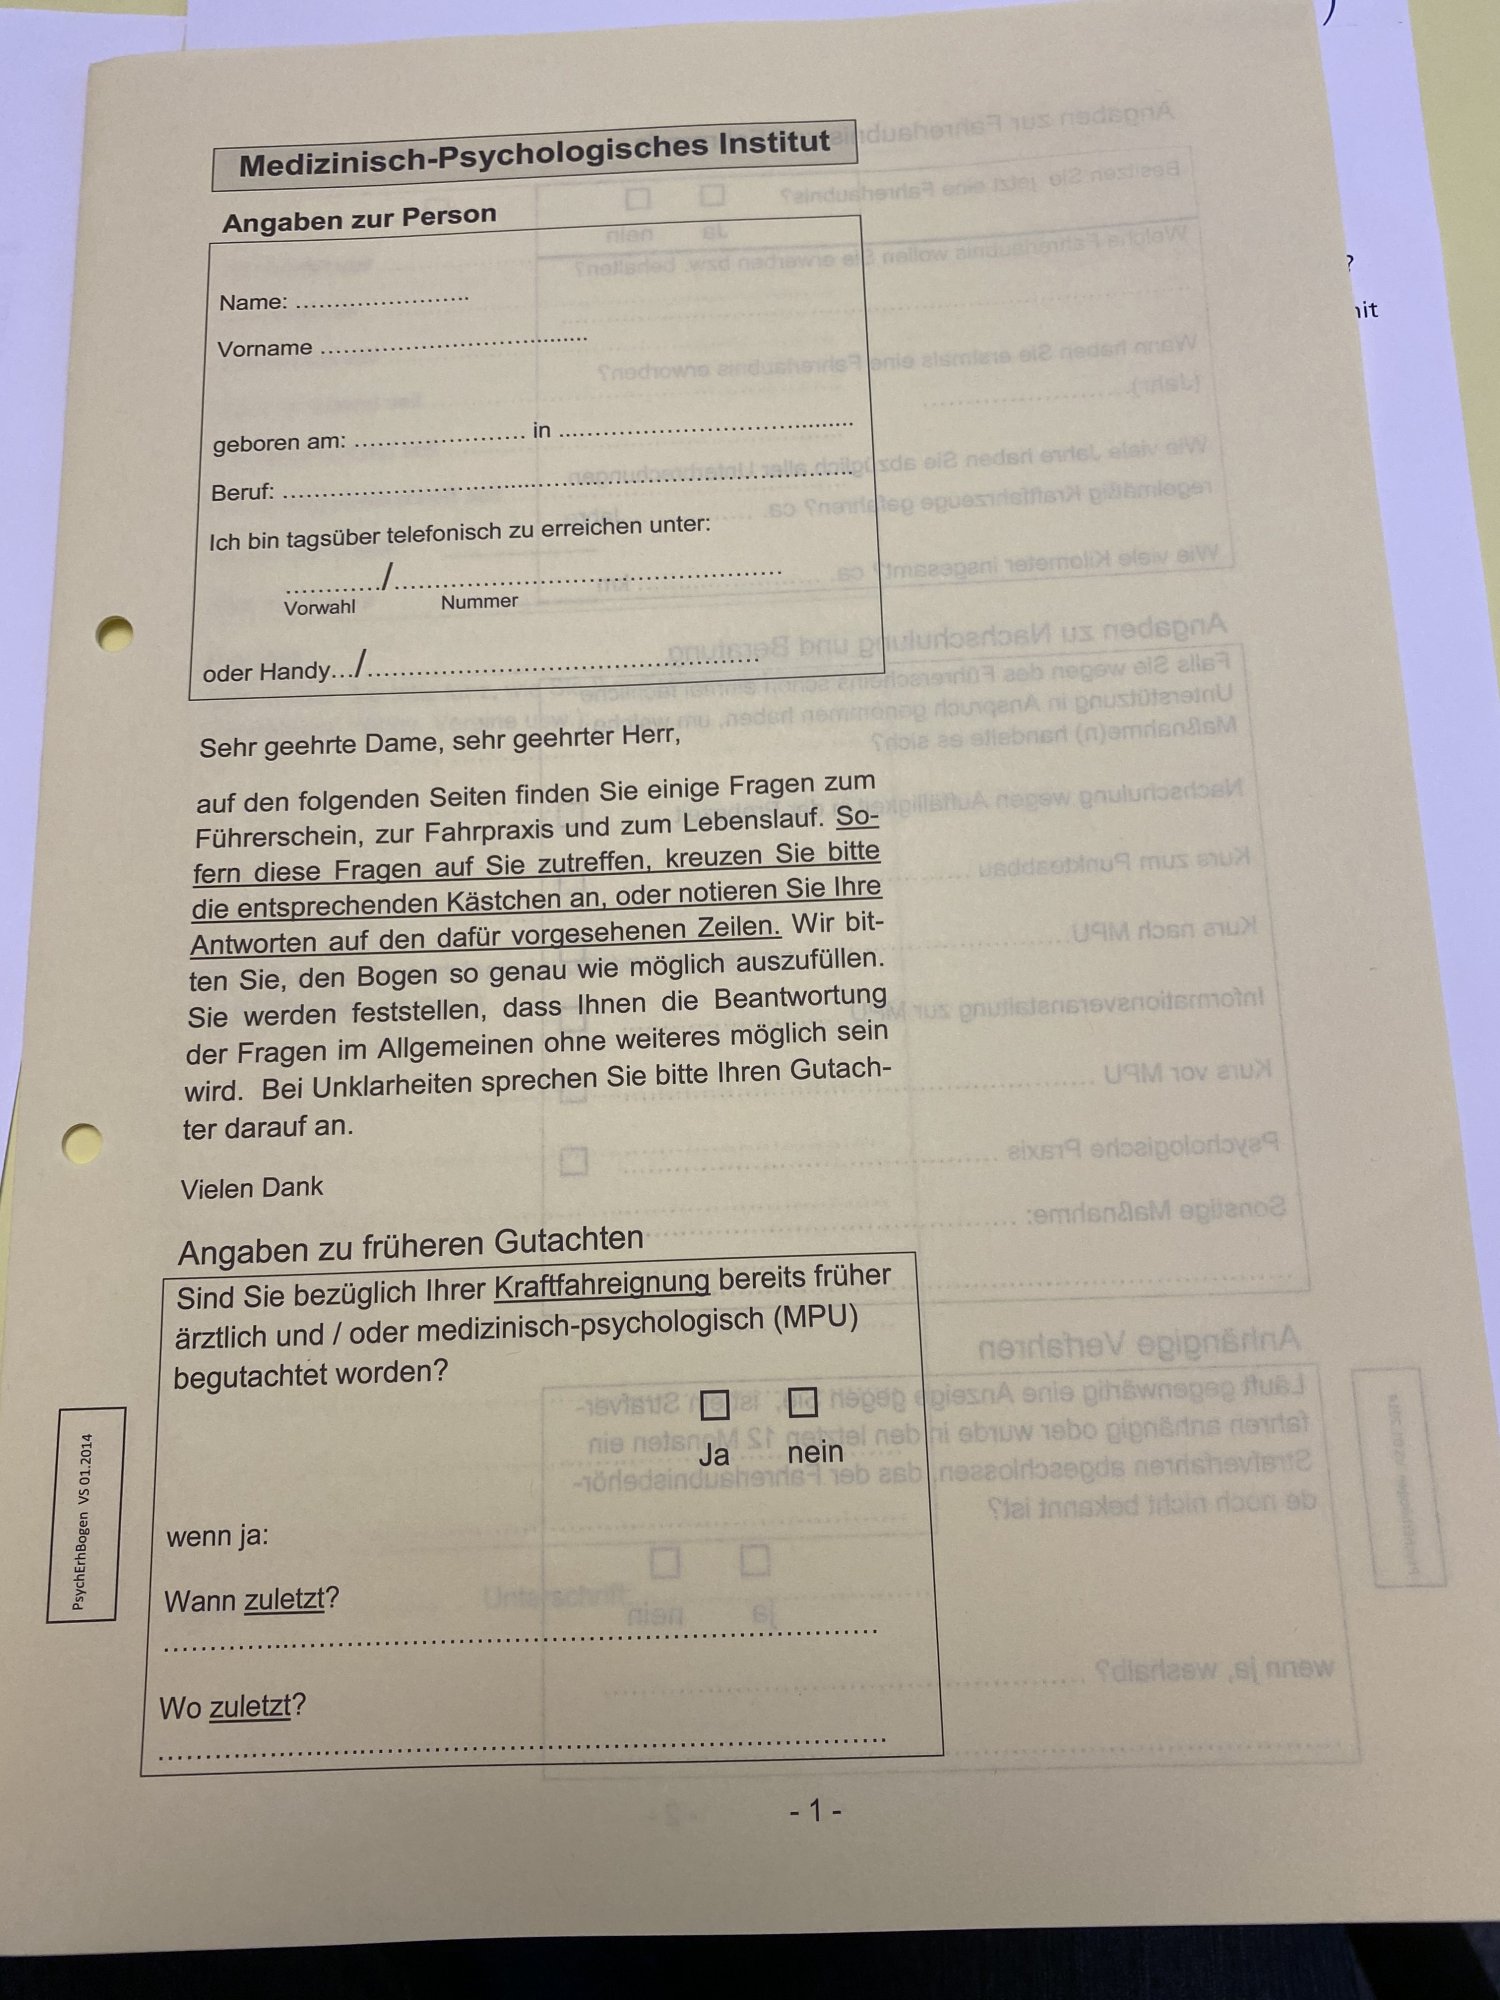 Medizinisch-Psychologisches Institut
Angaben zur Person
Name: ......................
Vorname ...................................
geboren am: ...................... in ......................................
Beruf: ..........................................................................
Ich bin tagsüber telefonisch zu erreichen unter:
............/..................................................
Vorwahl Nummer
oder Handy.../...................................................
Sehr geehrte Dame, sehr geehrter Herr,
auf den folgenden Seiten finden Sie einige Fragen zum
Führerschein, zur Fahrpraxis und zum Lebenslauf. So-
fern diese Fragen auf Sie zutreffen, kreuzen Sie bitte
die entsprechenden Kästchen an, oder notieren Sie Ihre
Antworten auf den dafür vorgesehenen Zeilen. Wir bit-
ten Sie, den Bogen so genau wie möglich auszufüllen.
Sie werden feststellen, dass Ihnen die Beantwortung
der Fragen im Allgemeinen ohne weiteres möglich sein
wird. Bei Unklarheiten sprechen Sie bitte Ihren Gutach-
ter darauf an.
Vielen Dank
Angaben zu früheren Gutachten
Sind Sie bezüglich Ihrer Kraftfahreignung bereits früher
ärztlich und / oder medizinisch-psychologisch (MPU)
begutachtet worden?
Ja nein
wenn ja:
Wann zuletzt?
..........................................................................................
Wo zuletzt?
..........................................................................................
PsychErhBogen VS 01.2014
- 1 -